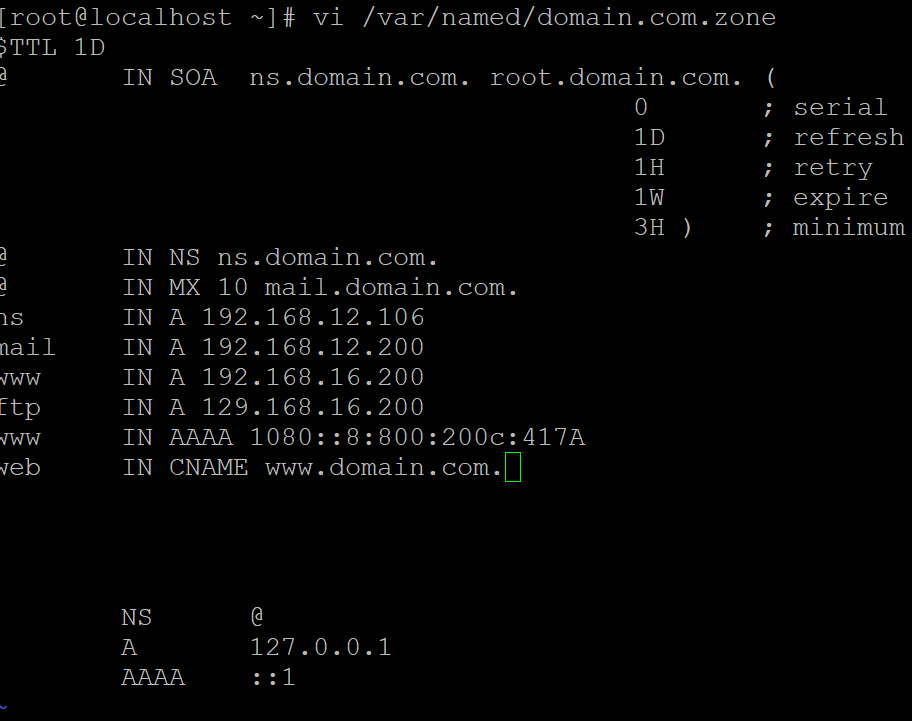 [root@localhost ~]# vi /var/named/domain.com.zone
$TTL 1D
@ IN SOA ns.domain.com. root.domain.com. (
0 ; serial
1D ; refresh
1H ; retry
1W ; expire
3H ) ; minimum
@ IN NS ns.domain.com.
@ IN MX 10 mail.domain.com.
ns IN A 192.168.12.106
mail IN A 192.168.12.200
www IN A 192.168.16.200
ftp IN A 129.168.16.200
www IN AAAA 1080::8:800:200c:417A
web IN CNAME www.domain.com.
NS @
A 127.0.0.1
AAAA ::1
~